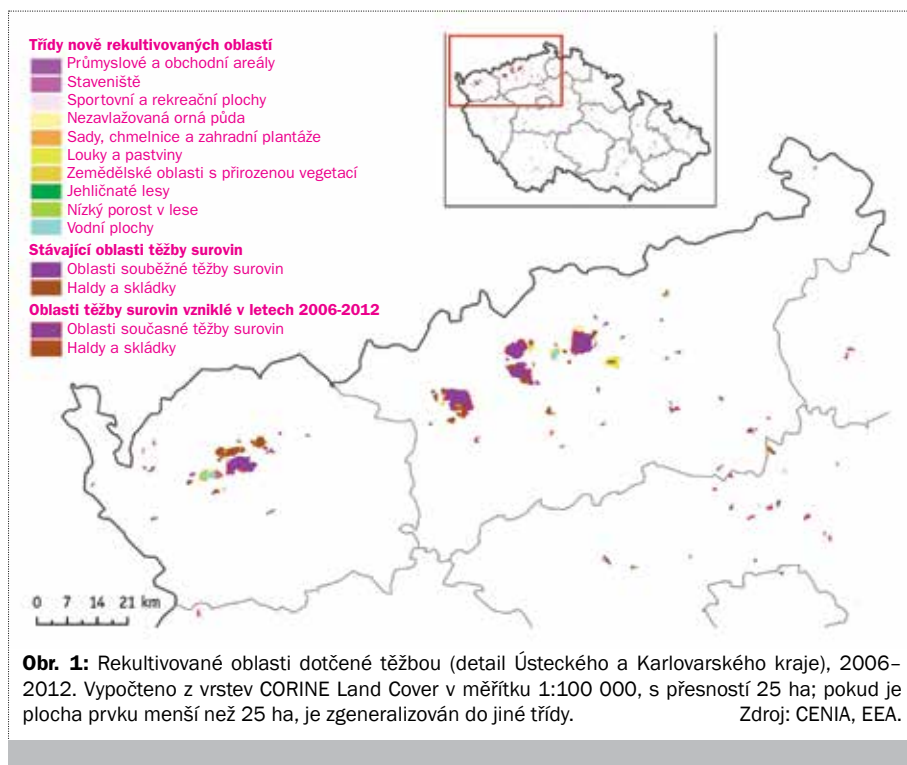 Třídy nově rekultivovaných oblastí
Průmyslové a obchodní areály
Staveniště
Sportovní a rekreační plochy
Nezavlažovaná orná půda
Sady, chmelnice a zahradní plantáže
Louky a pastviny
Zemědělské oblasti s přirozenou vegetací
Jehličnaté lesy
Nízký porost v lese
Vodní plochy
Stávající oblasti těžby surovin
Oblasti souběžné těžby surovin
Haldy a skládky
Oblasti těžby surovin vzniklé v letech 2006-2012
Oblasti současné těžby surovin
Haldy a skládky
0 7 14 21 km
Obr. 1: Rekultivované oblasti dotčené těžbou (detail Ústeckého a Karlovarského kraje), 2006–
2012. Vypočteno z vrstev CORINE Land Cover v měřítku 1:100 000, s přesností 25 ha; pokud je
plocha prvku menší než 25 ha, je zgeneralizován do jiné třídy. Zdroj: CENIA, EEA.